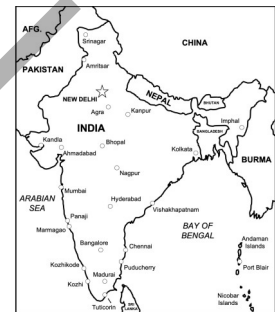 AFG.
Srinagar
CHINA
Amritsar
PAKISTAN
NEW DELHI
NEPAL
BHUTAN
Agra
Kanpur
Imphal
INDIA
BANGLADESH
Kandla
Bhopal
Ahmadabad
Kolkata
BURMA
Nagpur
Mumbai
ARABIAN
SEA
Hyderabad
Vishakhapatnam
Panaji
BAY OF
BENGAL
Marmagao
Andaman
Islands
Bangalore
Chennai
Kozhikode
Puducherry
Port Blair
Kozhi
Madurai
Nicobar
Islands
Tuticorin
SRI
LANKA